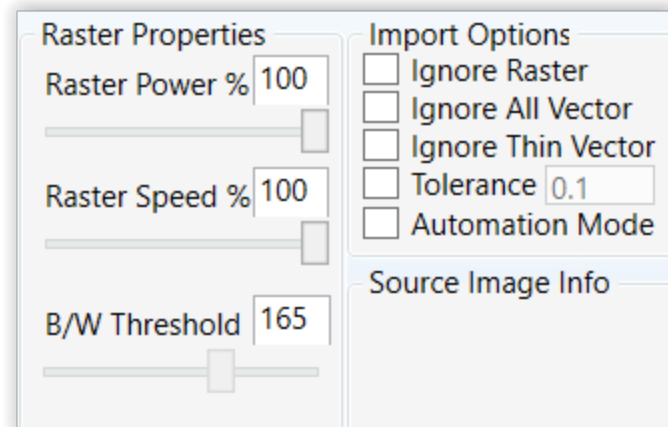 Raster Properties
Raster Power % 100
Raster Speed % 100
B/W Threshold 165
Import Options
Ignore Raster
Ignore All Vector
Ignore Thin Vector
Tolerance 0.1
Automation Mode
Source Image Info